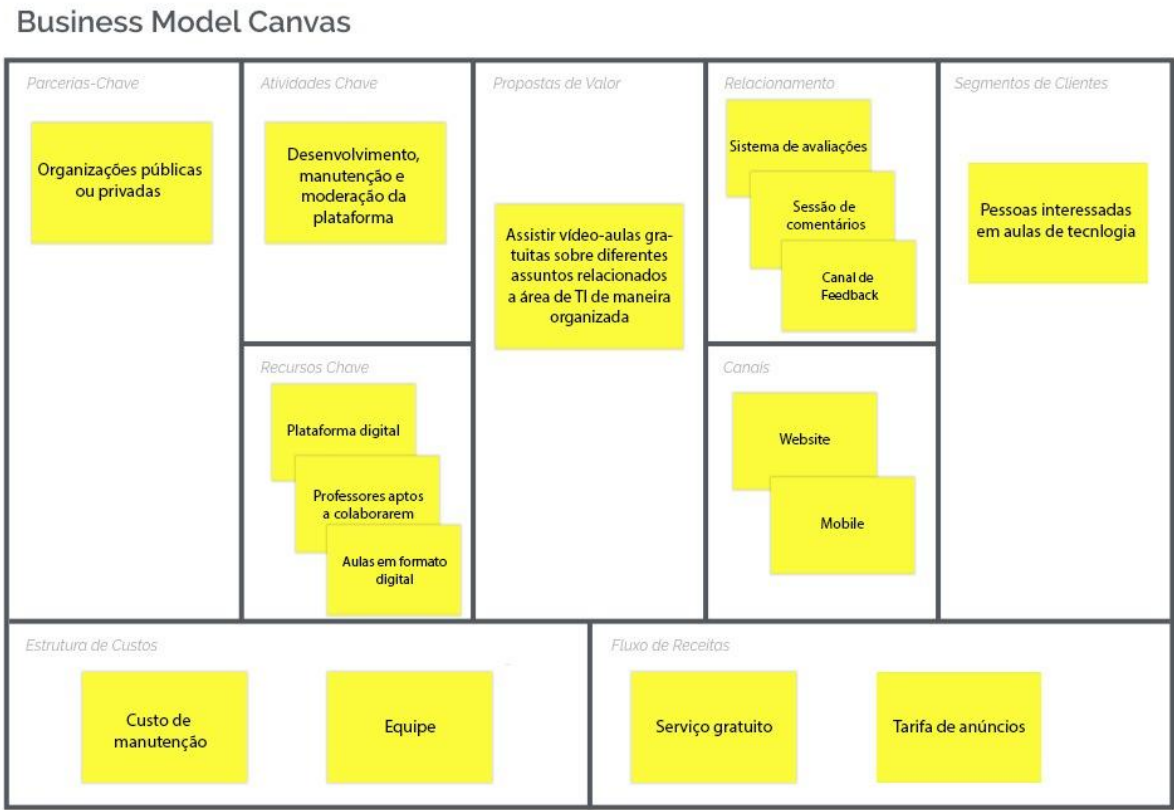 Business Model Canvas
Parcerias-Chave
Organizações públicas
ou privadas
Atividades Chave
Desenvolvimento,
manutenção e
moderação da
plataforma
Recursos Chave
Plataforma digital
Professores aptos
a colaborarem
Aulas em formato
digital
Propostas de Valor
Assistir vídeo-aulas gra-
tuitas sobre diferentes
assuntos relacionados
a área de TI de maneira
organizada
Relacionamento
Sistema de avaliações
Sessão de
comentários
Canal de
Feedback
Canais
Website
Mobile
Segmentos de Clientes
Pessoas interessadas
em aulas de tecnlogia
Estrutura de Custos
Custo de
manutenção
Equipe
Fluxo de Receitas
Serviço gratuito
Tarifa de anúncios